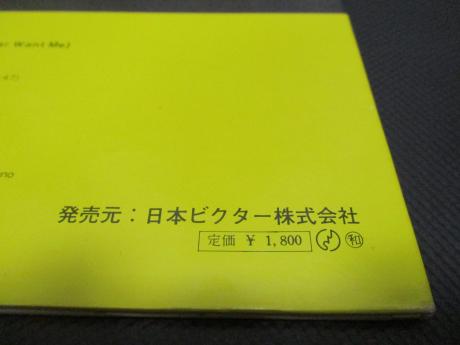 Want Me)
発売元：日本ビクター株式会社
定価 ¥ 1,800 和